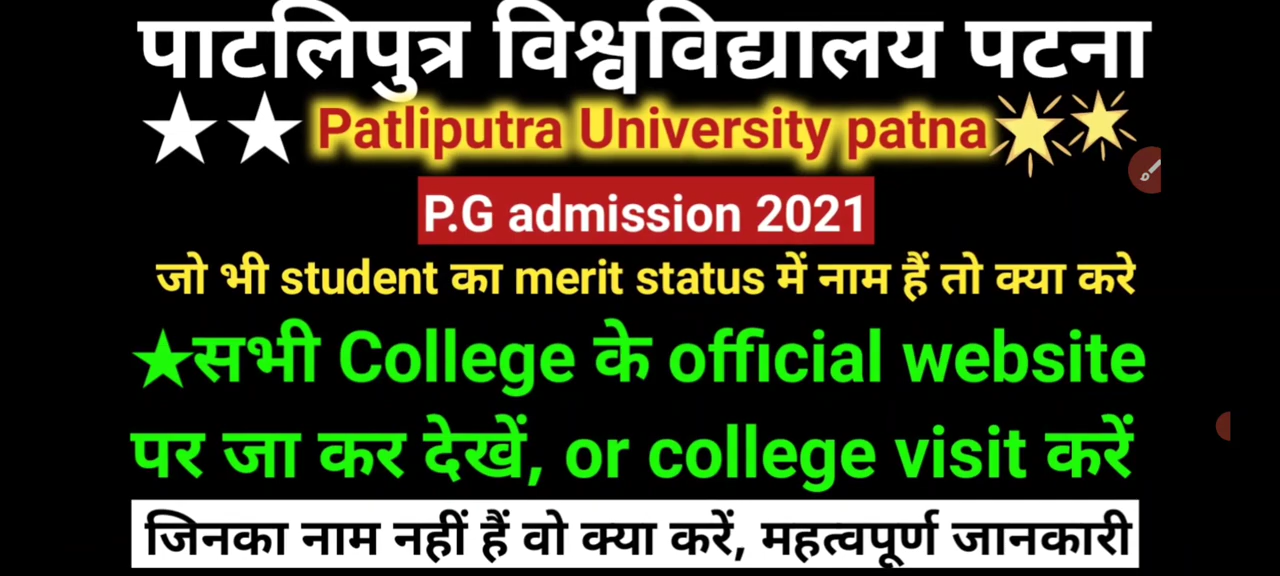 पाटलिपुत्र विश्वविद्यालय पटना
★★ Patliputra University patna🌟🌟
P.G admission 2021
जो भी student का merit status में नाम हैं तो क्या करे
★सभी College के official website
पर जा कर देखें, or college visit करें
जिनका नाम नहीं हैं वो क्या करें, महत्वपूर्ण जानकारी